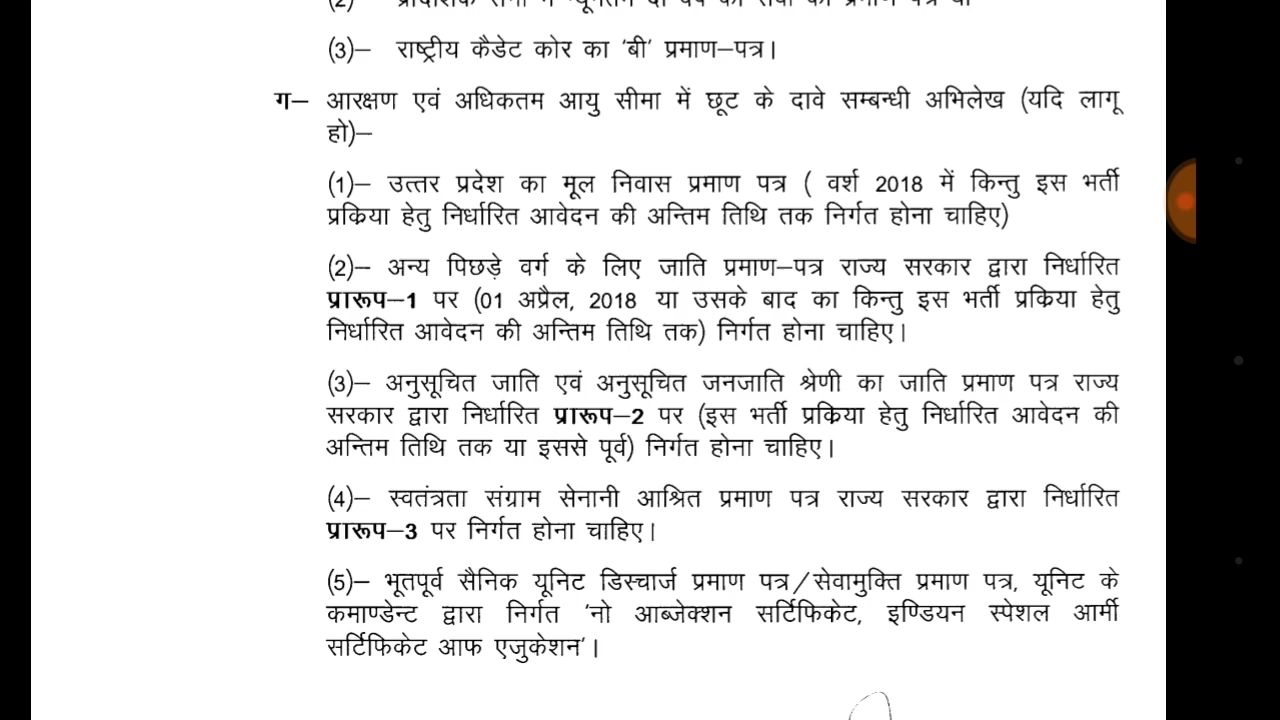 (2)— प्रादेशिक सेना में न्यूनतम दो वर्ष की सेवा का प्रमाण पत्र या
(3)— राष्ट्रीय कैडेट कोर का 'बी' प्रमाण–पत्र।
ग— आरक्षण एवं अधिकतम आयु सीमा में छूट के दावे सम्बन्धी अभिलेख (यदि लागू
हो)—
(1)— उत्तर प्रदेश का मूल निवास प्रमाण पत्र ( वर्श 2018 में किन्तु इस भर्ती
प्रकिया हेतु निर्धारित आवेदन की अन्तिम तिथि तक निर्गत होना चाहिए)
(2)— अन्य पिछड़े वर्ग के लिए जाति प्रमाण–पत्र राज्य सरकार द्वारा निर्धारित
प्रारूप–1 पर (01 अप्रैल, 2018 या उसके बाद का किन्तु इस भर्ती प्रकिया हेतु
निर्धारित आवेदन की अन्तिम तिथि तक) निर्गत होना चाहिए।
(3)— अनुसूचित जाति एवं अनुसूचित जनजाति श्रेणी का जाति प्रमाण पत्र राज्य
सरकार द्वारा निर्धारित प्रारूप–2 पर (इस भर्ती प्रकिया हेतु निर्धारित आवेदन की
अन्तिम तिथि तक या इससे पूर्व) निर्गत होना चाहिए।
(4)— स्वतंत्रता संग्राम सेनानी आश्रित प्रमाण पत्र राज्य सरकार द्वारा निर्धारित
प्रारूप–3 पर निर्गत होना चाहिए।
(5)— भूतपूर्व सैनिक यूनिट डिस्चार्ज प्रमाण पत्र/सेवामुक्ति प्रमाण पत्र, यूनिट के
कमाण्डेन्ट द्वारा निर्गत 'नो आब्जेक्शन सर्टिफिकेट, इण्डियन स्पेशल आर्मी
सर्टिफिकेट आफ एजुकेशन'।